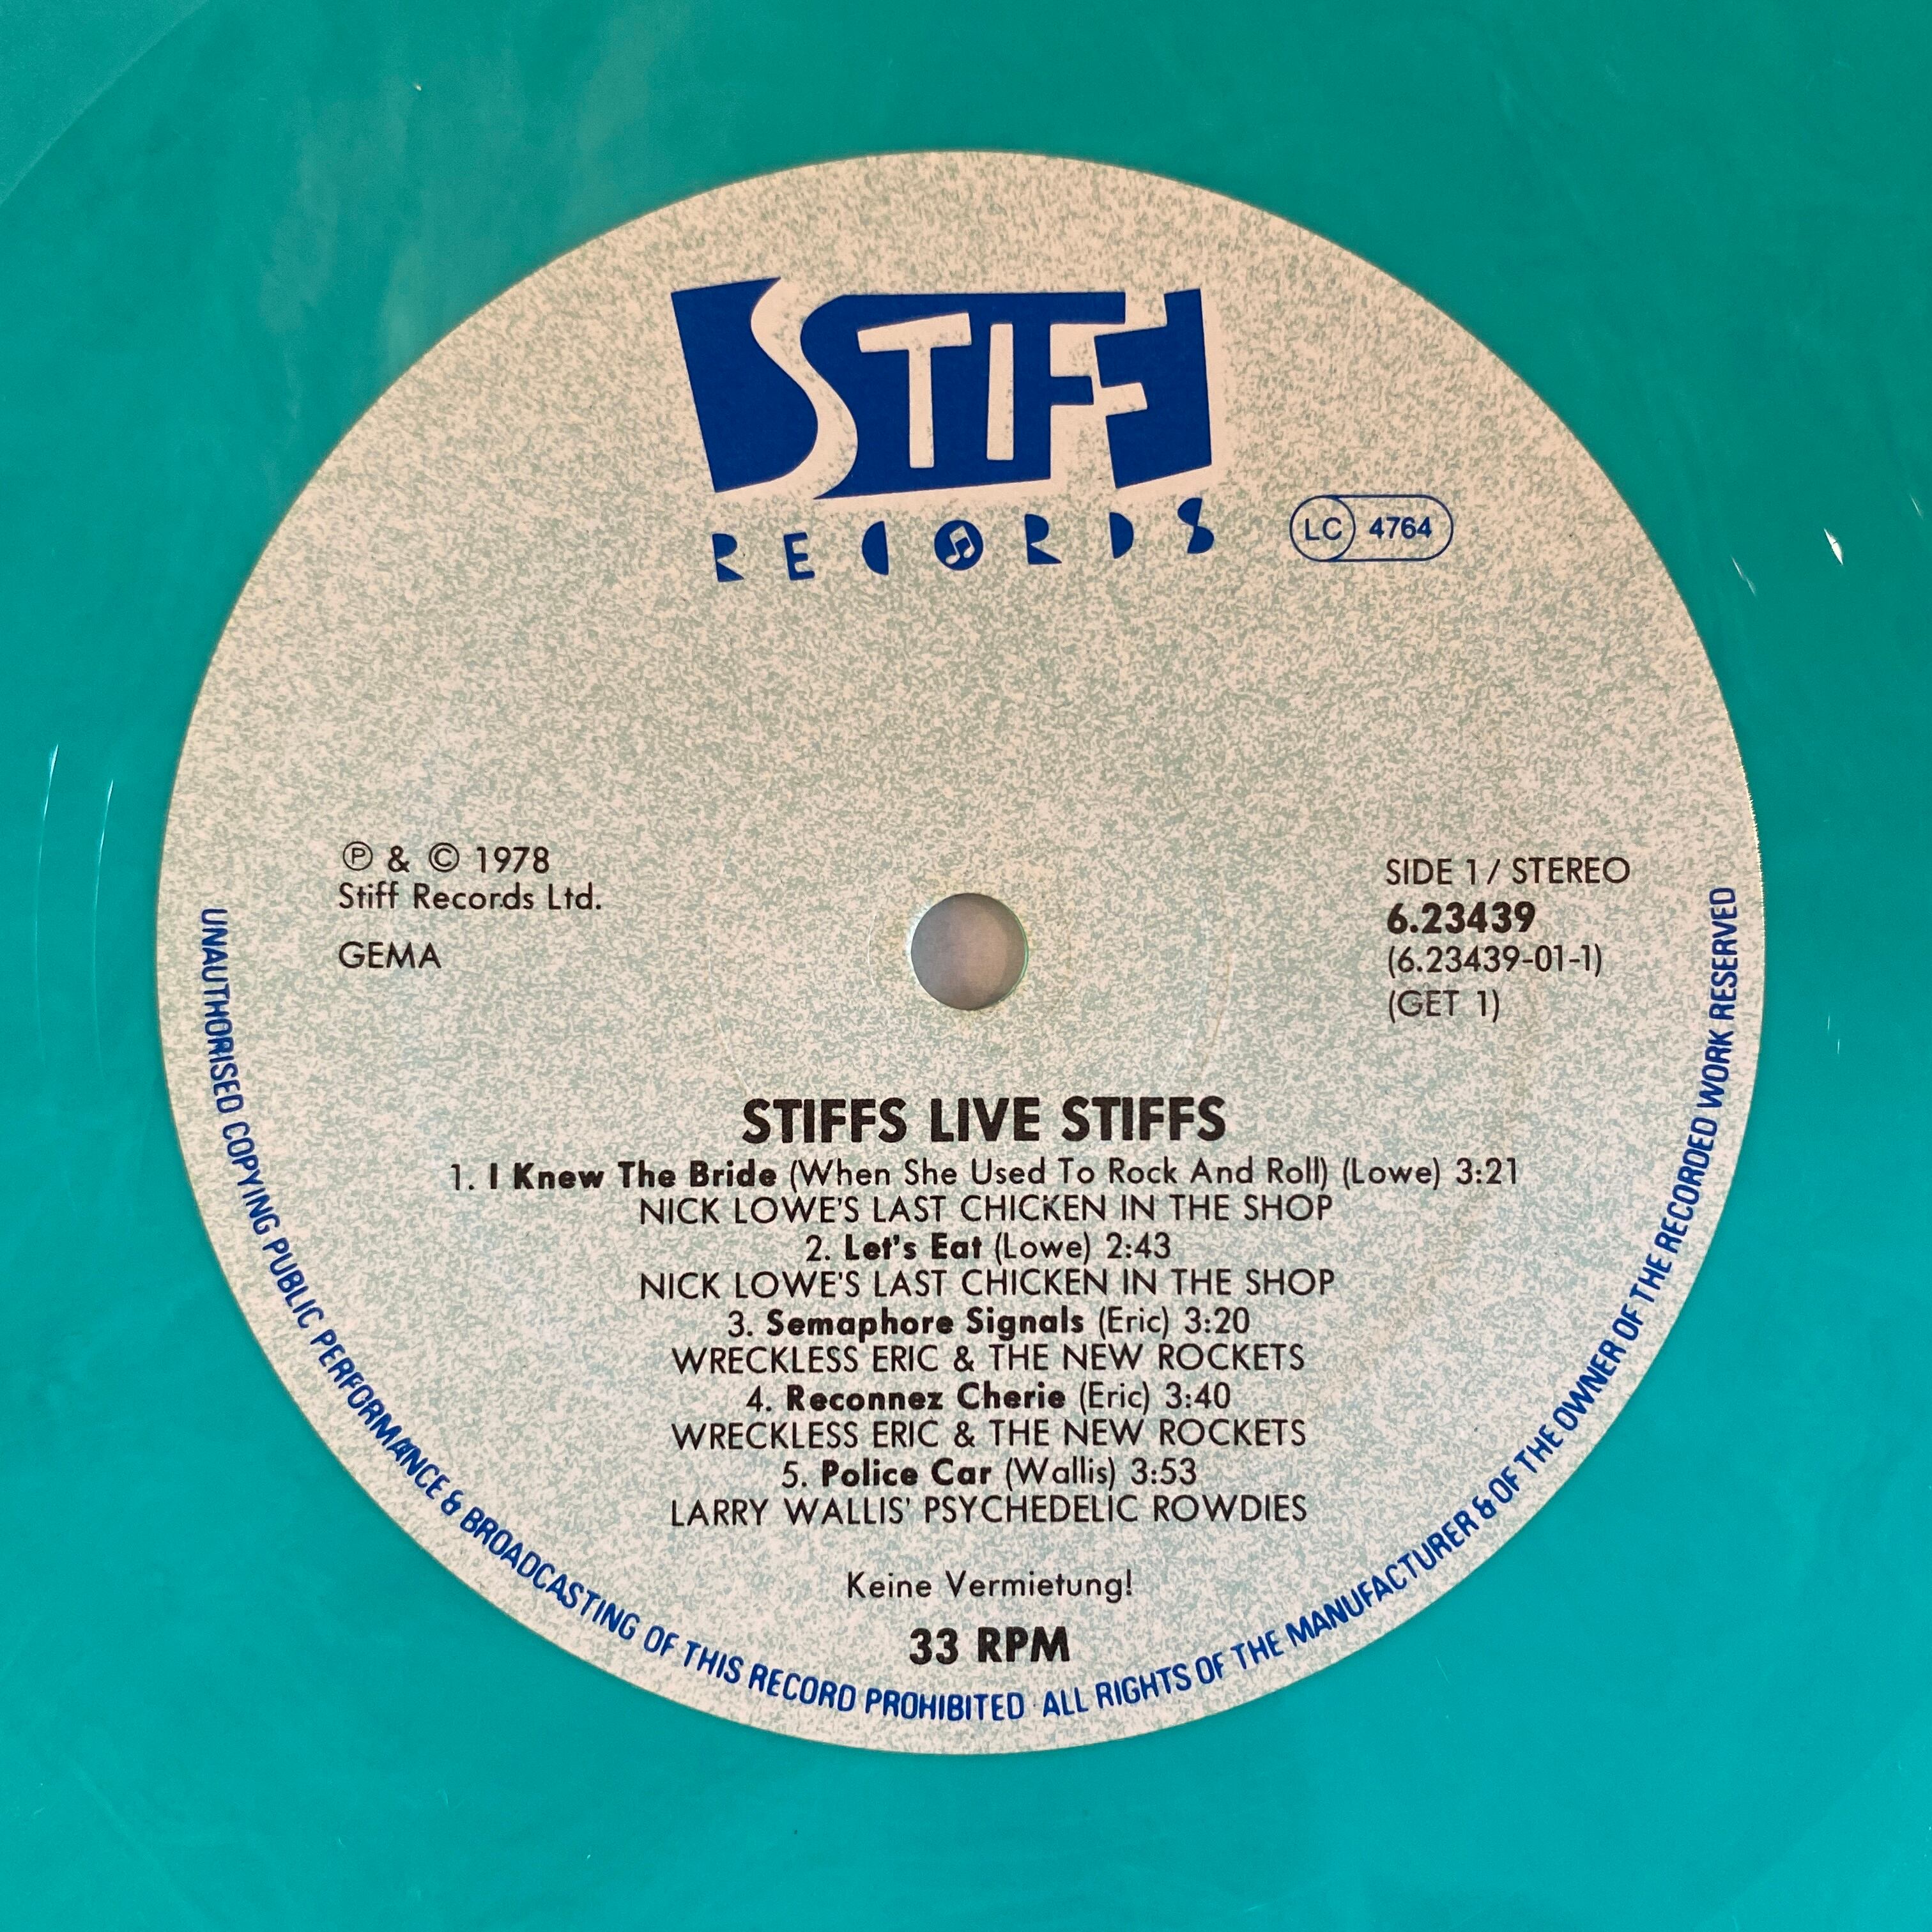 STIFF
RECORDS
LC 4764
℗ & © 1978
Stiff Records Ltd.
GEMA
SIDE 1 / STEREO
6.23439
(6.23439-01-1)
(GET 1)
STIFFS LIVE STIFFS
1. I Knew The Bride (When She Used To Rock And Roll) (Lowe) 3:21
NICK LOWE'S LAST CHICKEN IN THE SHOP
2. Let's Eat (Lowe) 2:43
NICK LOWE'S LAST CHICKEN IN THE SHOP
3. Semaphore Signals (Eric) 3:20
WRECKLESS ERIC & THE NEW ROCKETS
4. Reconnez Cherie (Eric) 3:40
WRECKLESS ERIC & THE NEW ROCKETS
5. Police Car (Wallis) 3:53
LARRY WALLIS' PSYCHEDELIC ROWDIES
Keine Vermietung!
33 RPM
UNAUTHORISED COPYING PUBLIC PERFORMANCE & BROADCASTING OF THIS RECORD PROHIBITED · ALL RIGHTS OF THE MANUFACTURER & OF THE OWNER OF THE RECORDED WORK RESERVED